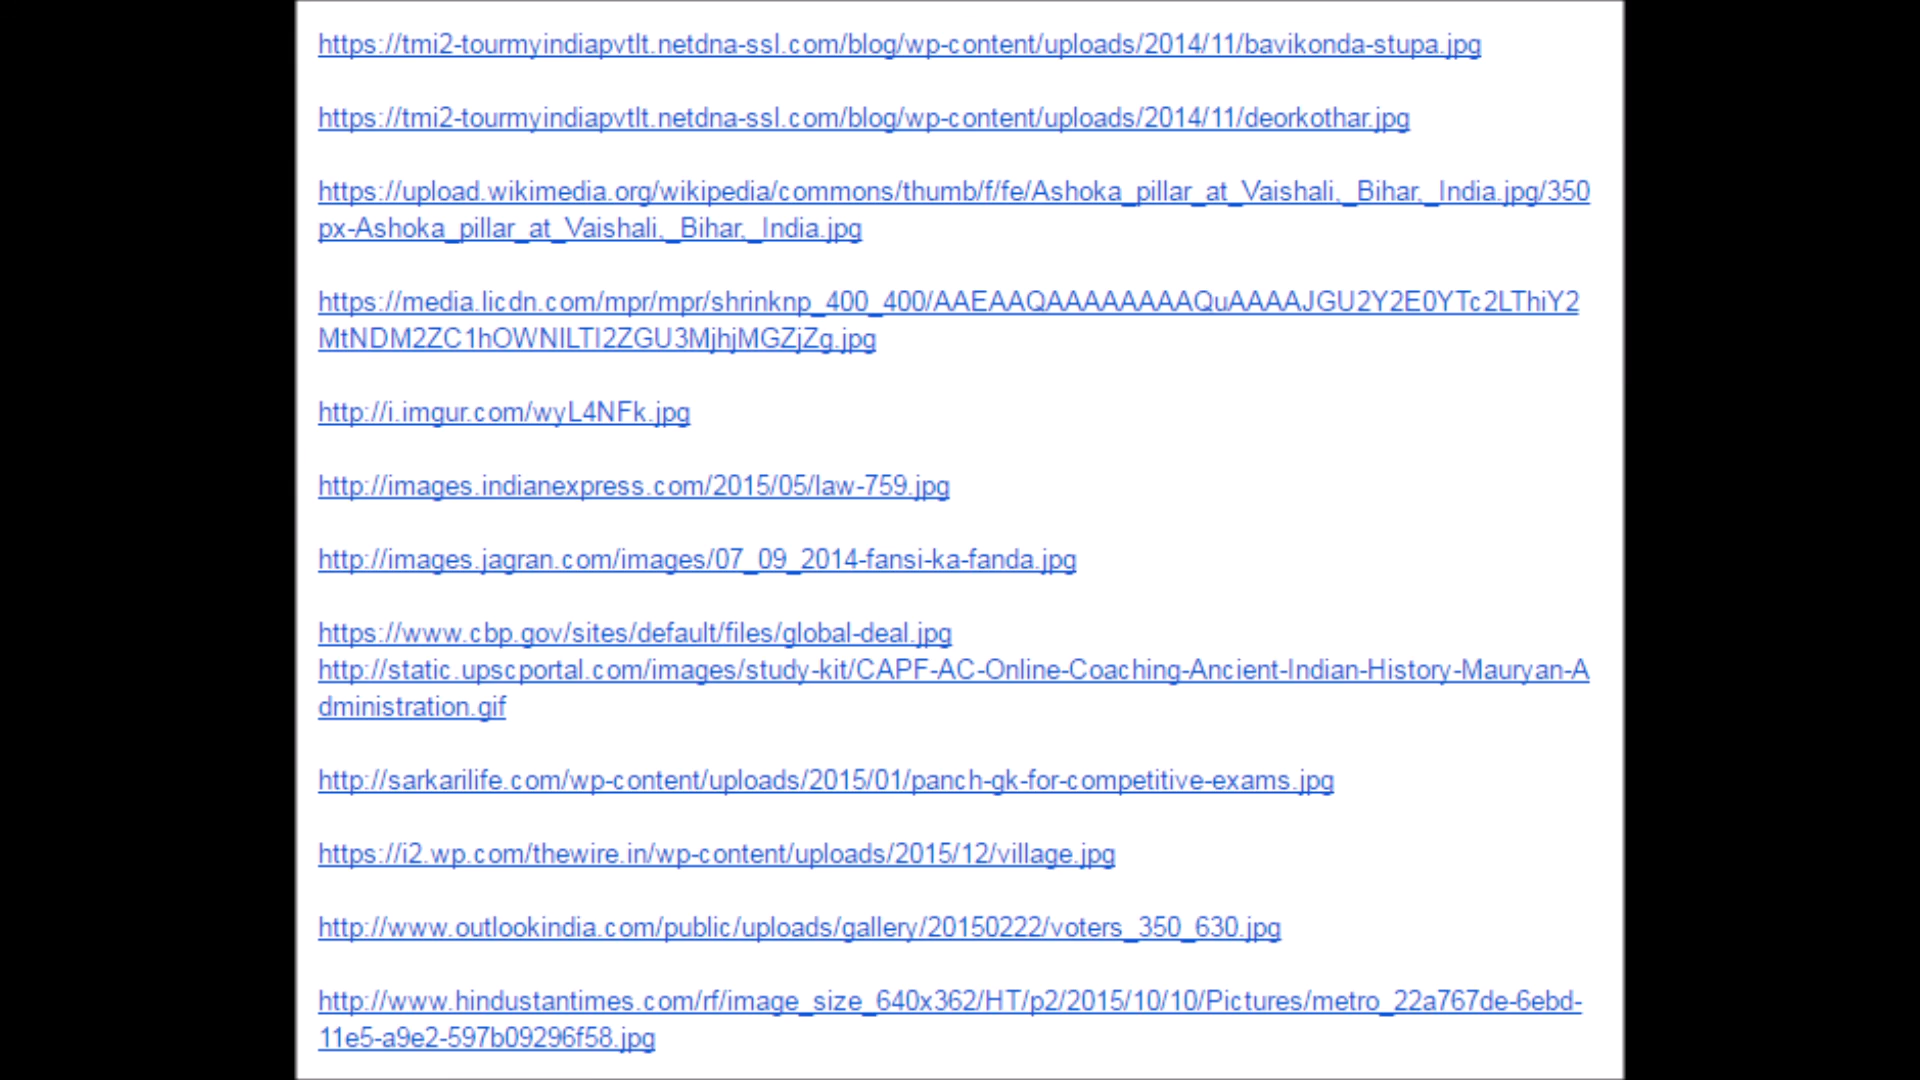 https://tmi2-tourmyindiapvtlt.netdna-ssl.com/blog/wp-content/uploads/2014/11/bavikonda-stupa.jpg
https://tmi2-tourmyindiapvtlt.netdna-ssl.com/blog/wp-content/uploads/2014/11/deorkothar.jpg
https://upload.wikimedia.org/wikipedia/commons/thumb/f/fe/Ashoka_pillar_at_Vaishali,_Bihar,_India.jpg/350
px-Ashoka_pillar_at_Vaishali,_Bihar,_India.jpg
https://media.licdn.com/mpr/mpr/shrinknp_400_400/AAEAAQAAAAAAAAQuAAAAJGU2Y2E0YTc2LThiY2
MtNDM2ZC1hOWNlLTI2ZGU3MjhjMGZjZg.jpg
http://i.imgur.com/wyL4NFk.jpg
http://images.indianexpress.com/2015/05/law-759.jpg
http://images.jagran.com/images/07_09_2014-fansi-ka-fanda.jpg
https://www.cbp.gov/sites/default/files/global-deal.jpg
http://static.upscportal.com/images/study-kit/CAPF-AC-Online-Coaching-Ancient-Indian-History-Mauryan-A
dministration.gif
http://sarkarilife.com/wp-content/uploads/2015/01/panch-gk-for-competitive-exams.jpg
https://i2.wp.com/thewire.in/wp-content/uploads/2015/12/village.jpg
http://www.outlookindia.com/public/uploads/gallery/20150222/voters_350_630.jpg
http://www.hindustantimes.com/rf/image_size_640x362/HT/p2/2015/10/10/Pictures/metro_22a767de-6ebd-
11e5-a9e2-597b09296f58.jpg